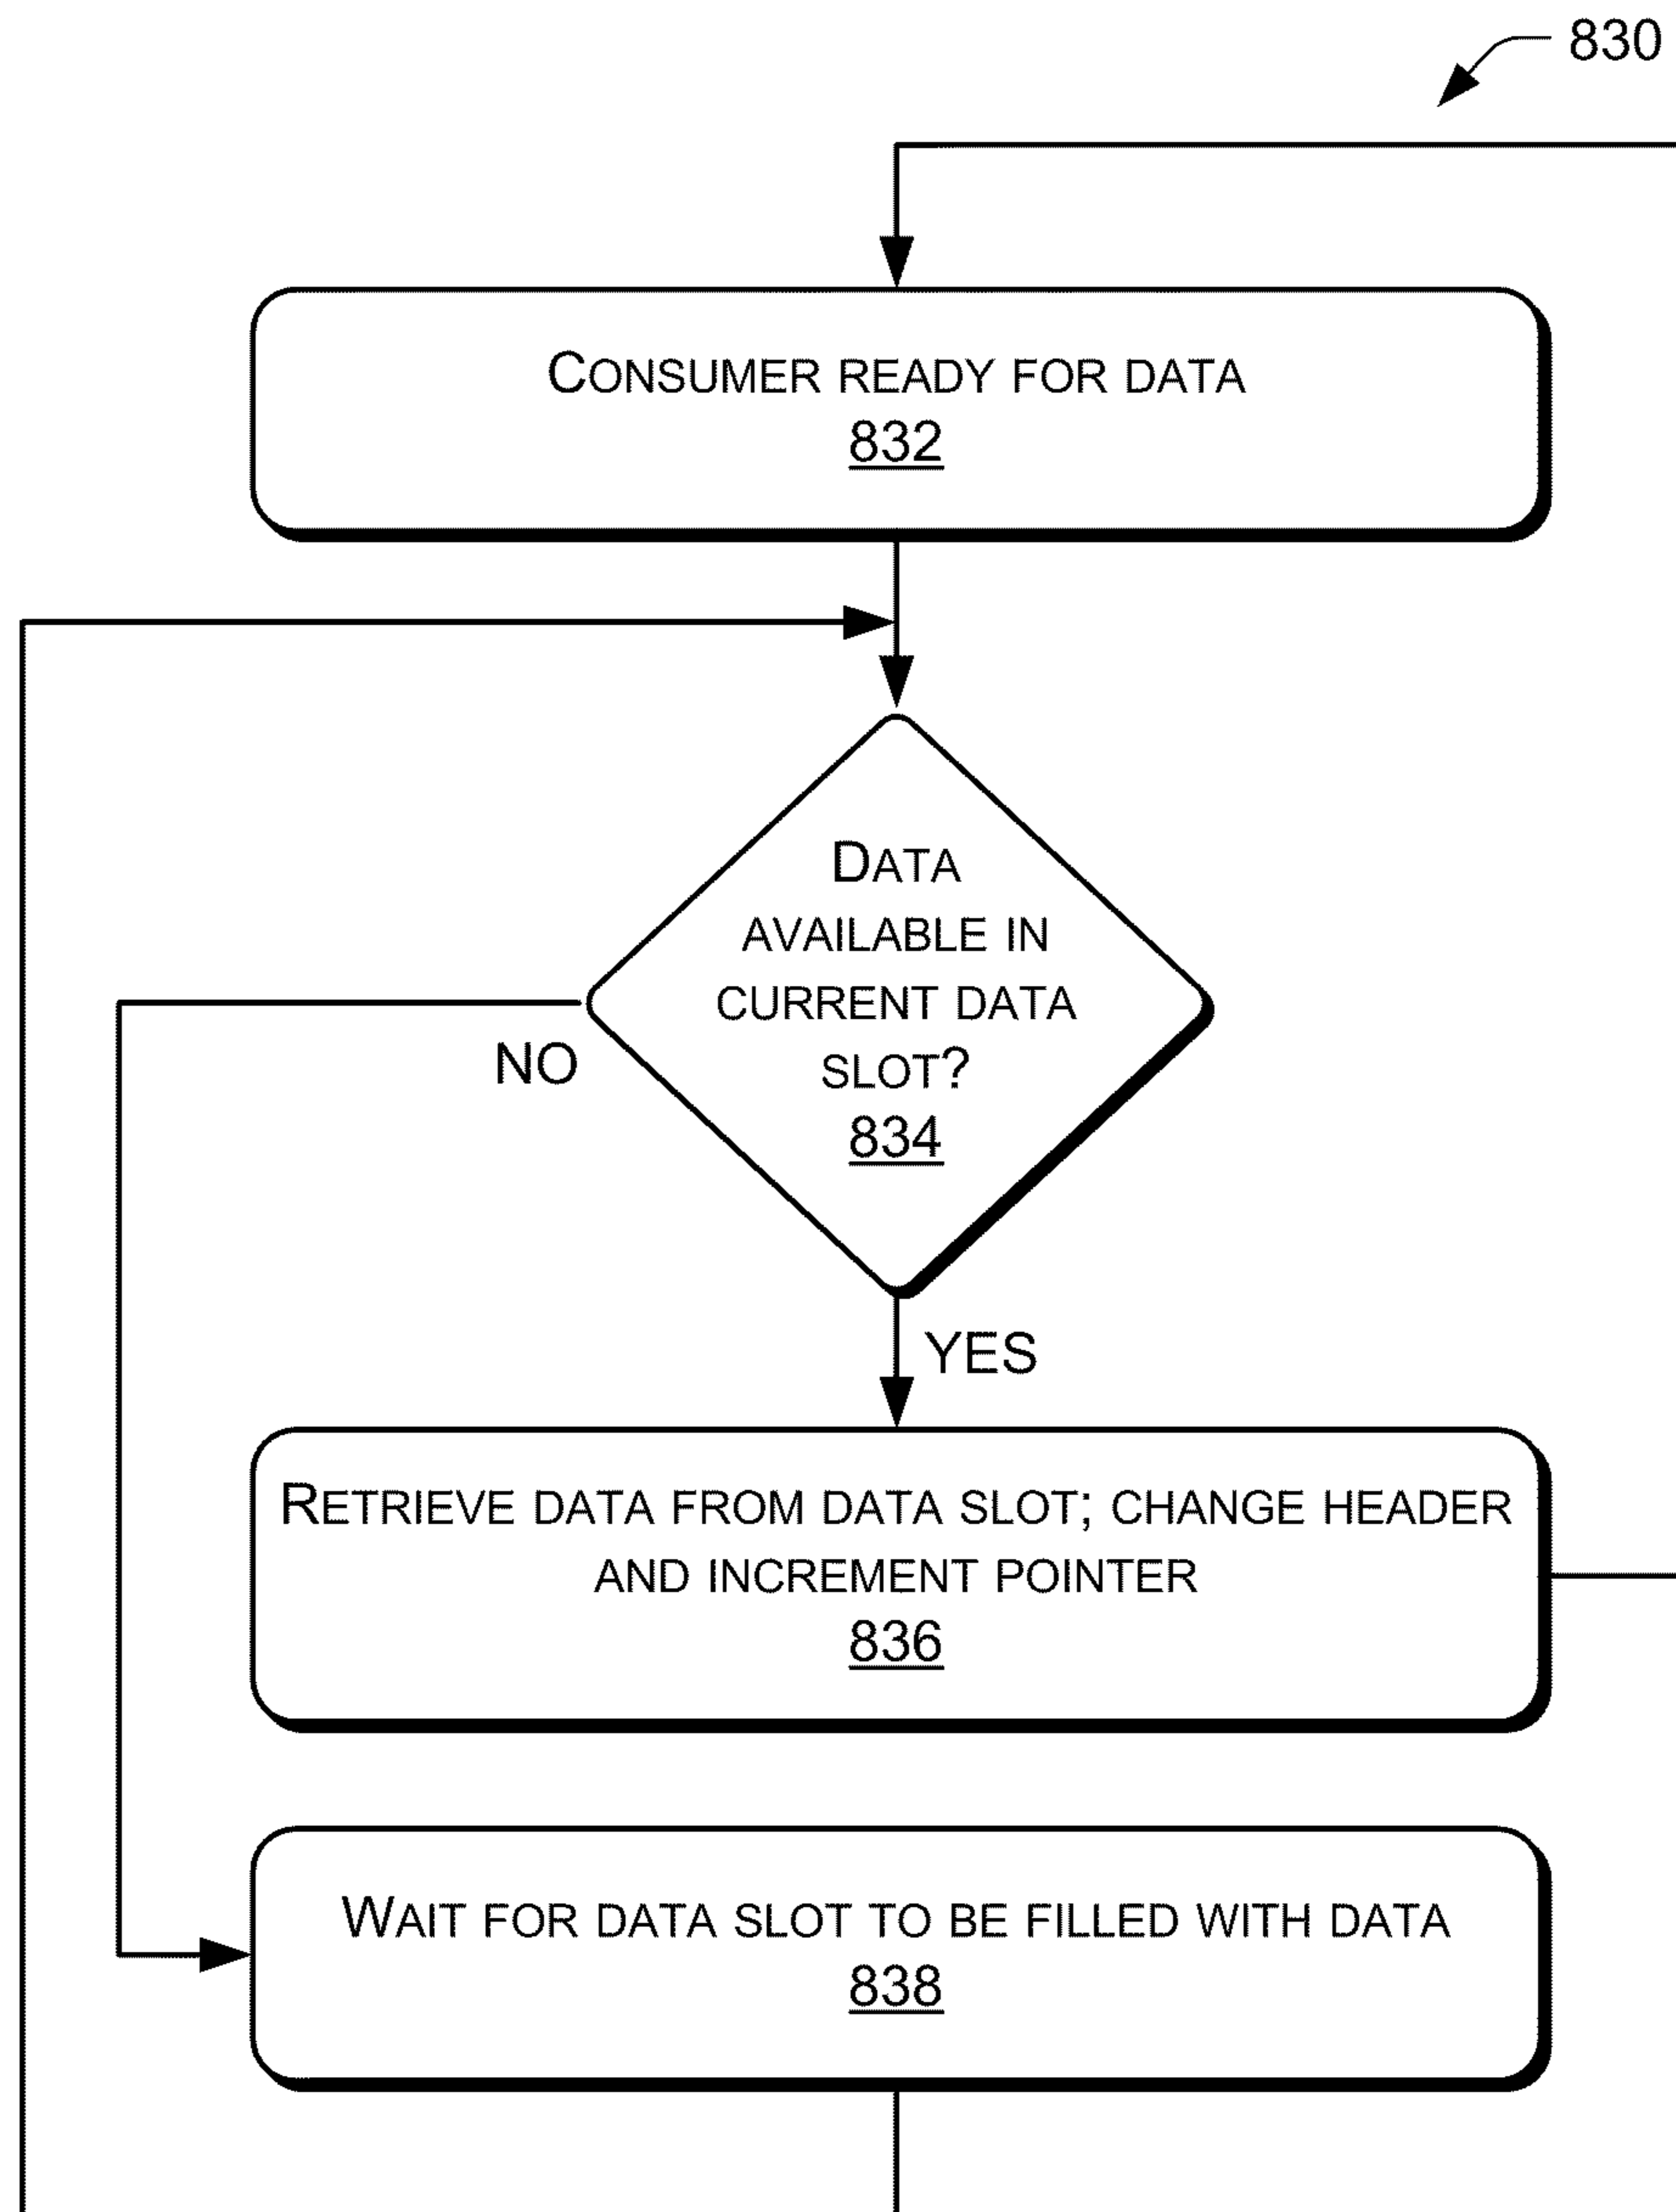 830
CONSUMER READY FOR DATA
832
DATA
AVAILABLE IN
CURRENT DATA
SLOT?
834
NO
YES
RETRIEVE DATA FROM DATA SLOT; CHANGE HEADER
AND INCREMENT POINTER
836
WAIT FOR DATA SLOT TO BE FILLED WITH DATA
838